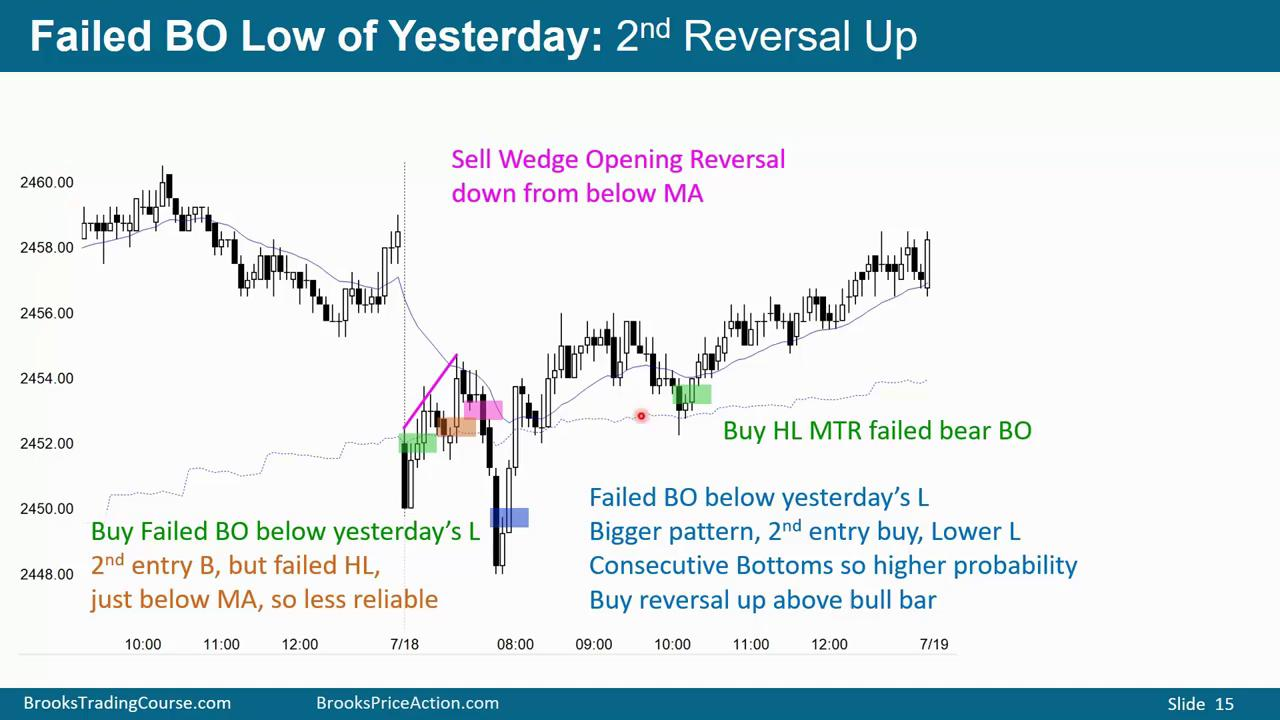 Failed BO Low of Yesterday: 2nd Reversal Up
Sell Wedge Opening Reversal
down from below MA
2460.00
2458.00
2456.00
2454.00
2452.00
2450.00
2448.00
Buy HL MTR failed bear BO
Buy Failed BO below yesterday’s L
2nd entry B, but failed HL,
just below MA, so less reliable
Failed BO below yesterday’s L
Bigger pattern, 2nd entry buy, Lower L
Consecutive Bottoms so higher probability
Buy reversal up above bull bar
10:00 11:00 12:00 7/18 08:00 09:00 10:00 11:00 12:00 7/19
BrooksTradingCourse.com BrooksPriceAction.com Slide 15